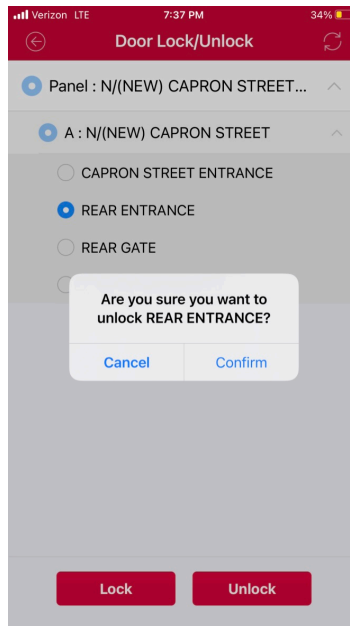 Verizon LTE 7:37 PM 34%
Door Lock/Unlock
Panel : N/(NEW) CAPRON STREET...
A : N/(NEW) CAPRON STREET
CAPRON STREET ENTRANCE
REAR ENTRANCE
REAR GATE
Are you sure you want to
unlock REAR ENTRANCE?
Cancel Confirm
Lock Unlock